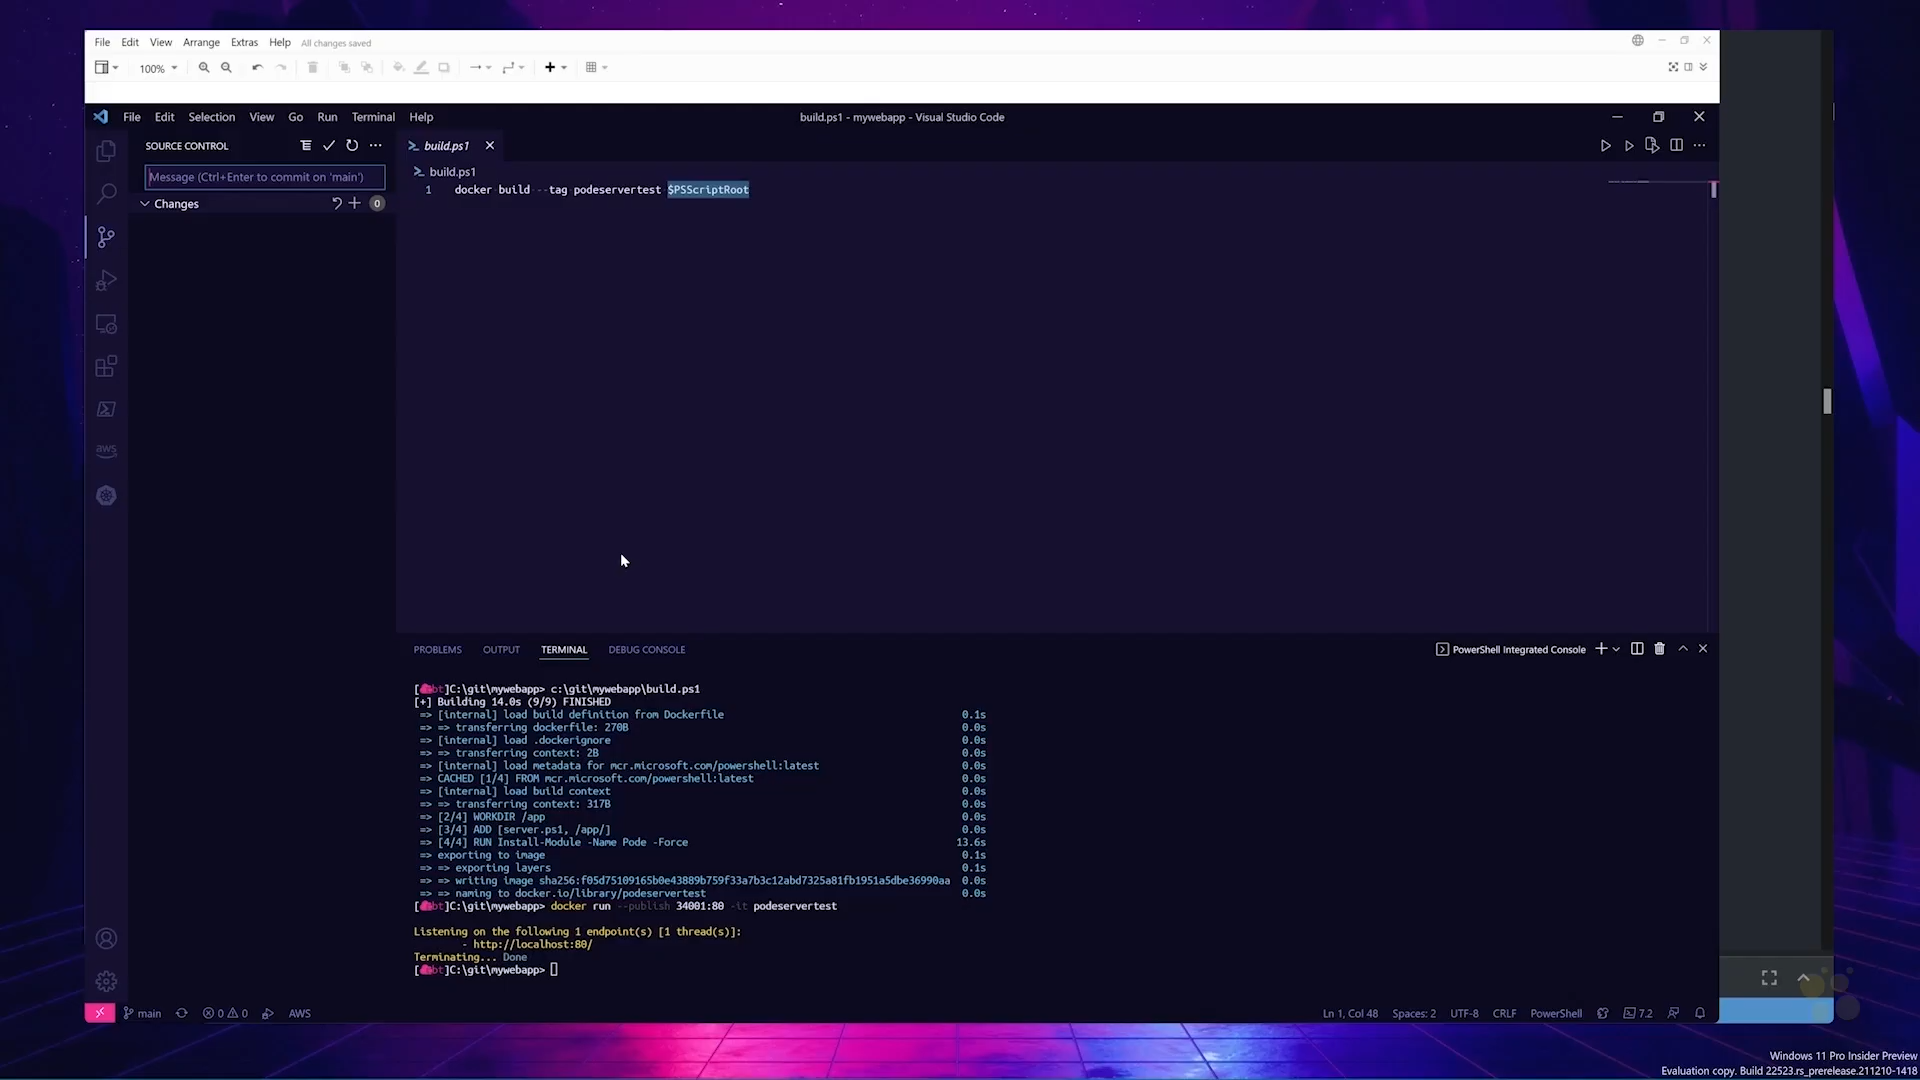 File Edit View Arrange Extras Help All changes saved
100%
File Edit Selection View Go Run Terminal Help build.ps1 - mywebapp - Visual Studio Code
SOURCE CONTROL
build.ps1
Message (Ctrl+Enter to commit on 'main')
build.ps1
1 docker build --tag podeservertest $PSScriptRoot
Changes 0
aws
PROBLEMS OUTPUT TERMINAL DEBUG CONSOLE PowerShell Integrated Console
C:\git\mywebapp> c:\git\mywebapp\build.ps1
[+] Building 14.0s (9/9) FINISHED
=> [internal] load build definition from Dockerfile 0.1s
=> => transferring dockerfile: 270B 0.0s
=> [internal] load .dockerignore 0.0s
=> => transferring context: 2B 0.0s
=> [internal] load metadata for mcr.microsoft.com/powershell:latest 0.0s
=> CACHED [1/4] FROM mcr.microsoft.com/powershell:latest 0.0s
=> [internal] load build context 0.0s
=> => transferring context: 317B 0.0s
=> [2/4] WORKDIR /app 0.0s
=> [3/4] ADD [server.ps1, /app/] 0.0s
=> [4/4] RUN Install-Module -Name Pode -Force 13.6s
=> exporting to image 0.1s
=> => exporting layers 0.1s
=> => writing image sha256:f05d75109165b0e43889b759f33a7b3c12abd7325a81fb1951a5dbe36990aa 0.0s
=> => naming to docker.io/library/podeservertest 0.0s
C:\git\mywebapp> docker run --publish 34001:80 -it podeservertest
Listening on the following 1 endpoint(s) [1 thread(s)]:
- http://localhost:80/
Terminating... Done
C:\git\mywebapp>
main 0 0 AWS Ln 1, Col 48 Spaces: 2 UTF-8 CRLF PowerShell 7.2
Windows 11 Pro Insider Preview
Evaluation copy. Build 22523.rs_prerelease.211210-1418